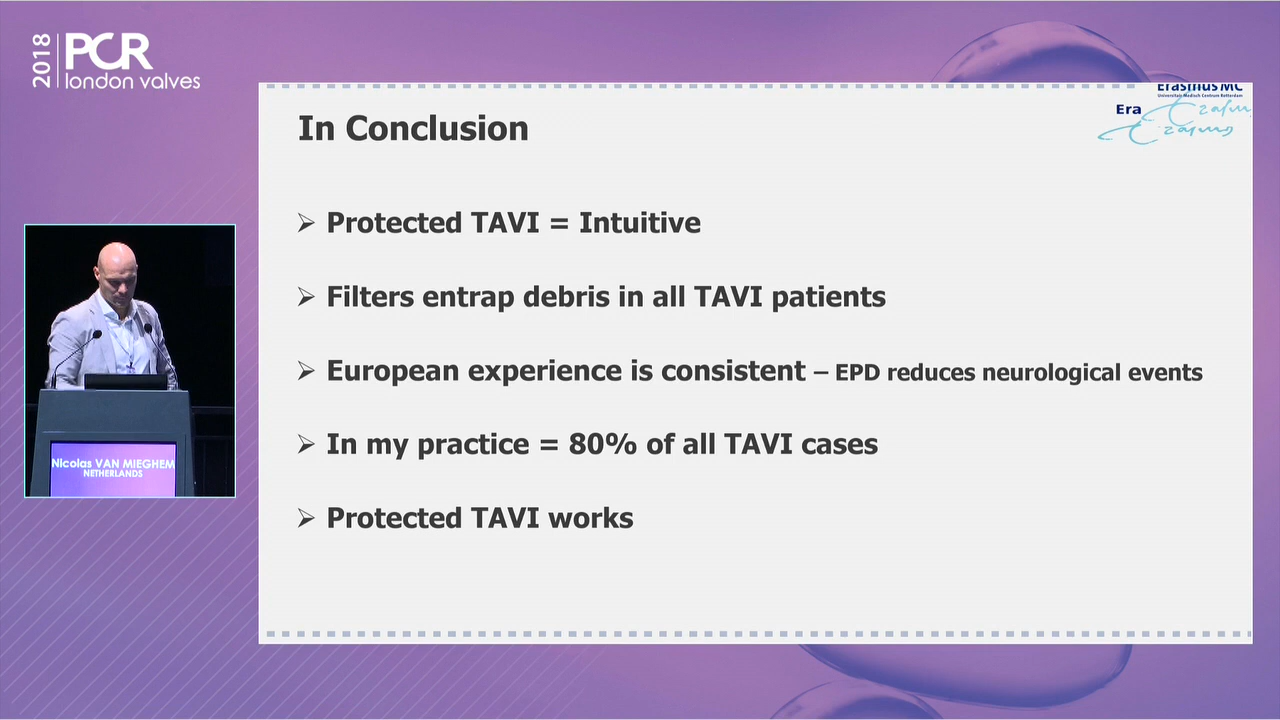 2018
PCR
london valves
Erasmus MC
Universitair Medisch Centrum Rotterdam
Era
Erasmus
In Conclusion
➢ Protected TAVI = Intuitive
➢ Filters entrap debris in all TAVI patients
➢ European experience is consistent – EPD reduces neurological events
➢ In my practice = 80% of all TAVI cases
➢ Protected TAVI works
Nicolas VAN MIEGHEM
NETHERLANDS